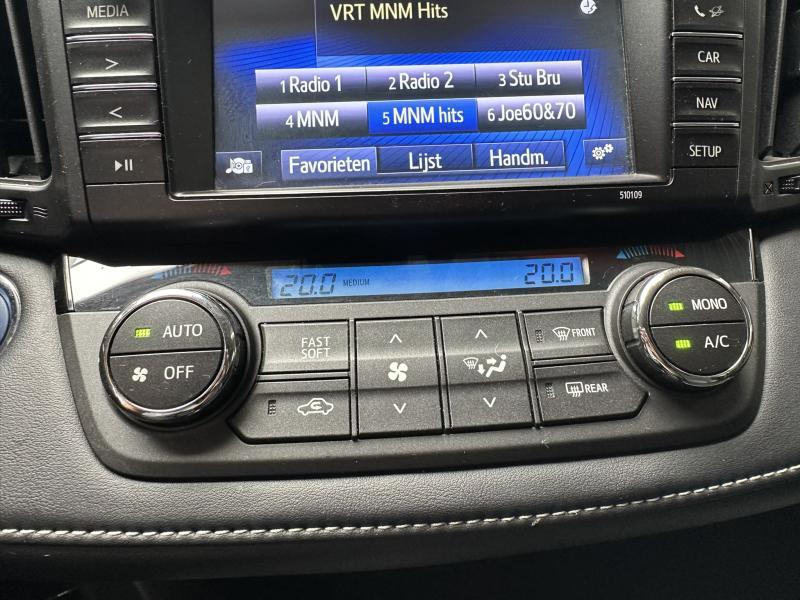 MEDIA
VRT MNM Hits
CAR
NAV
SETUP
1 Radio 1
2 Radio 2
3 Stu Bru
4 MNM
5 MNM hits
6 Joe60&70
Favorieten
Lijst
Handm.
510109
20.0
MEDIUM
20.0
AUTO
OFF
FAST
SOFT
FRONT
REAR
MONO
A/C